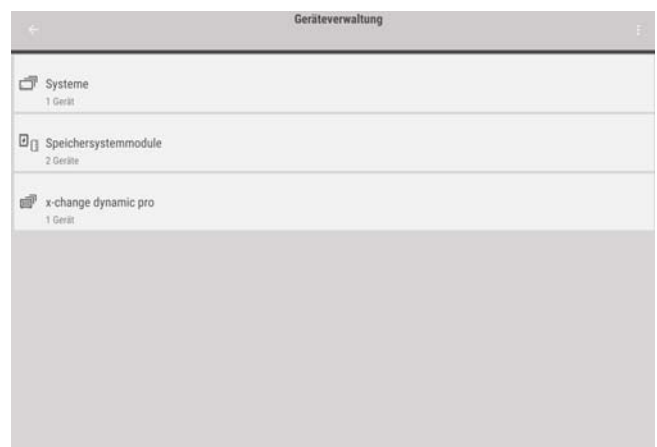 Geräteverwaltung
Systeme
1 Gerät
Speichersystemmodule
2 Geräte
x-change dynamic pro
1 Gerät